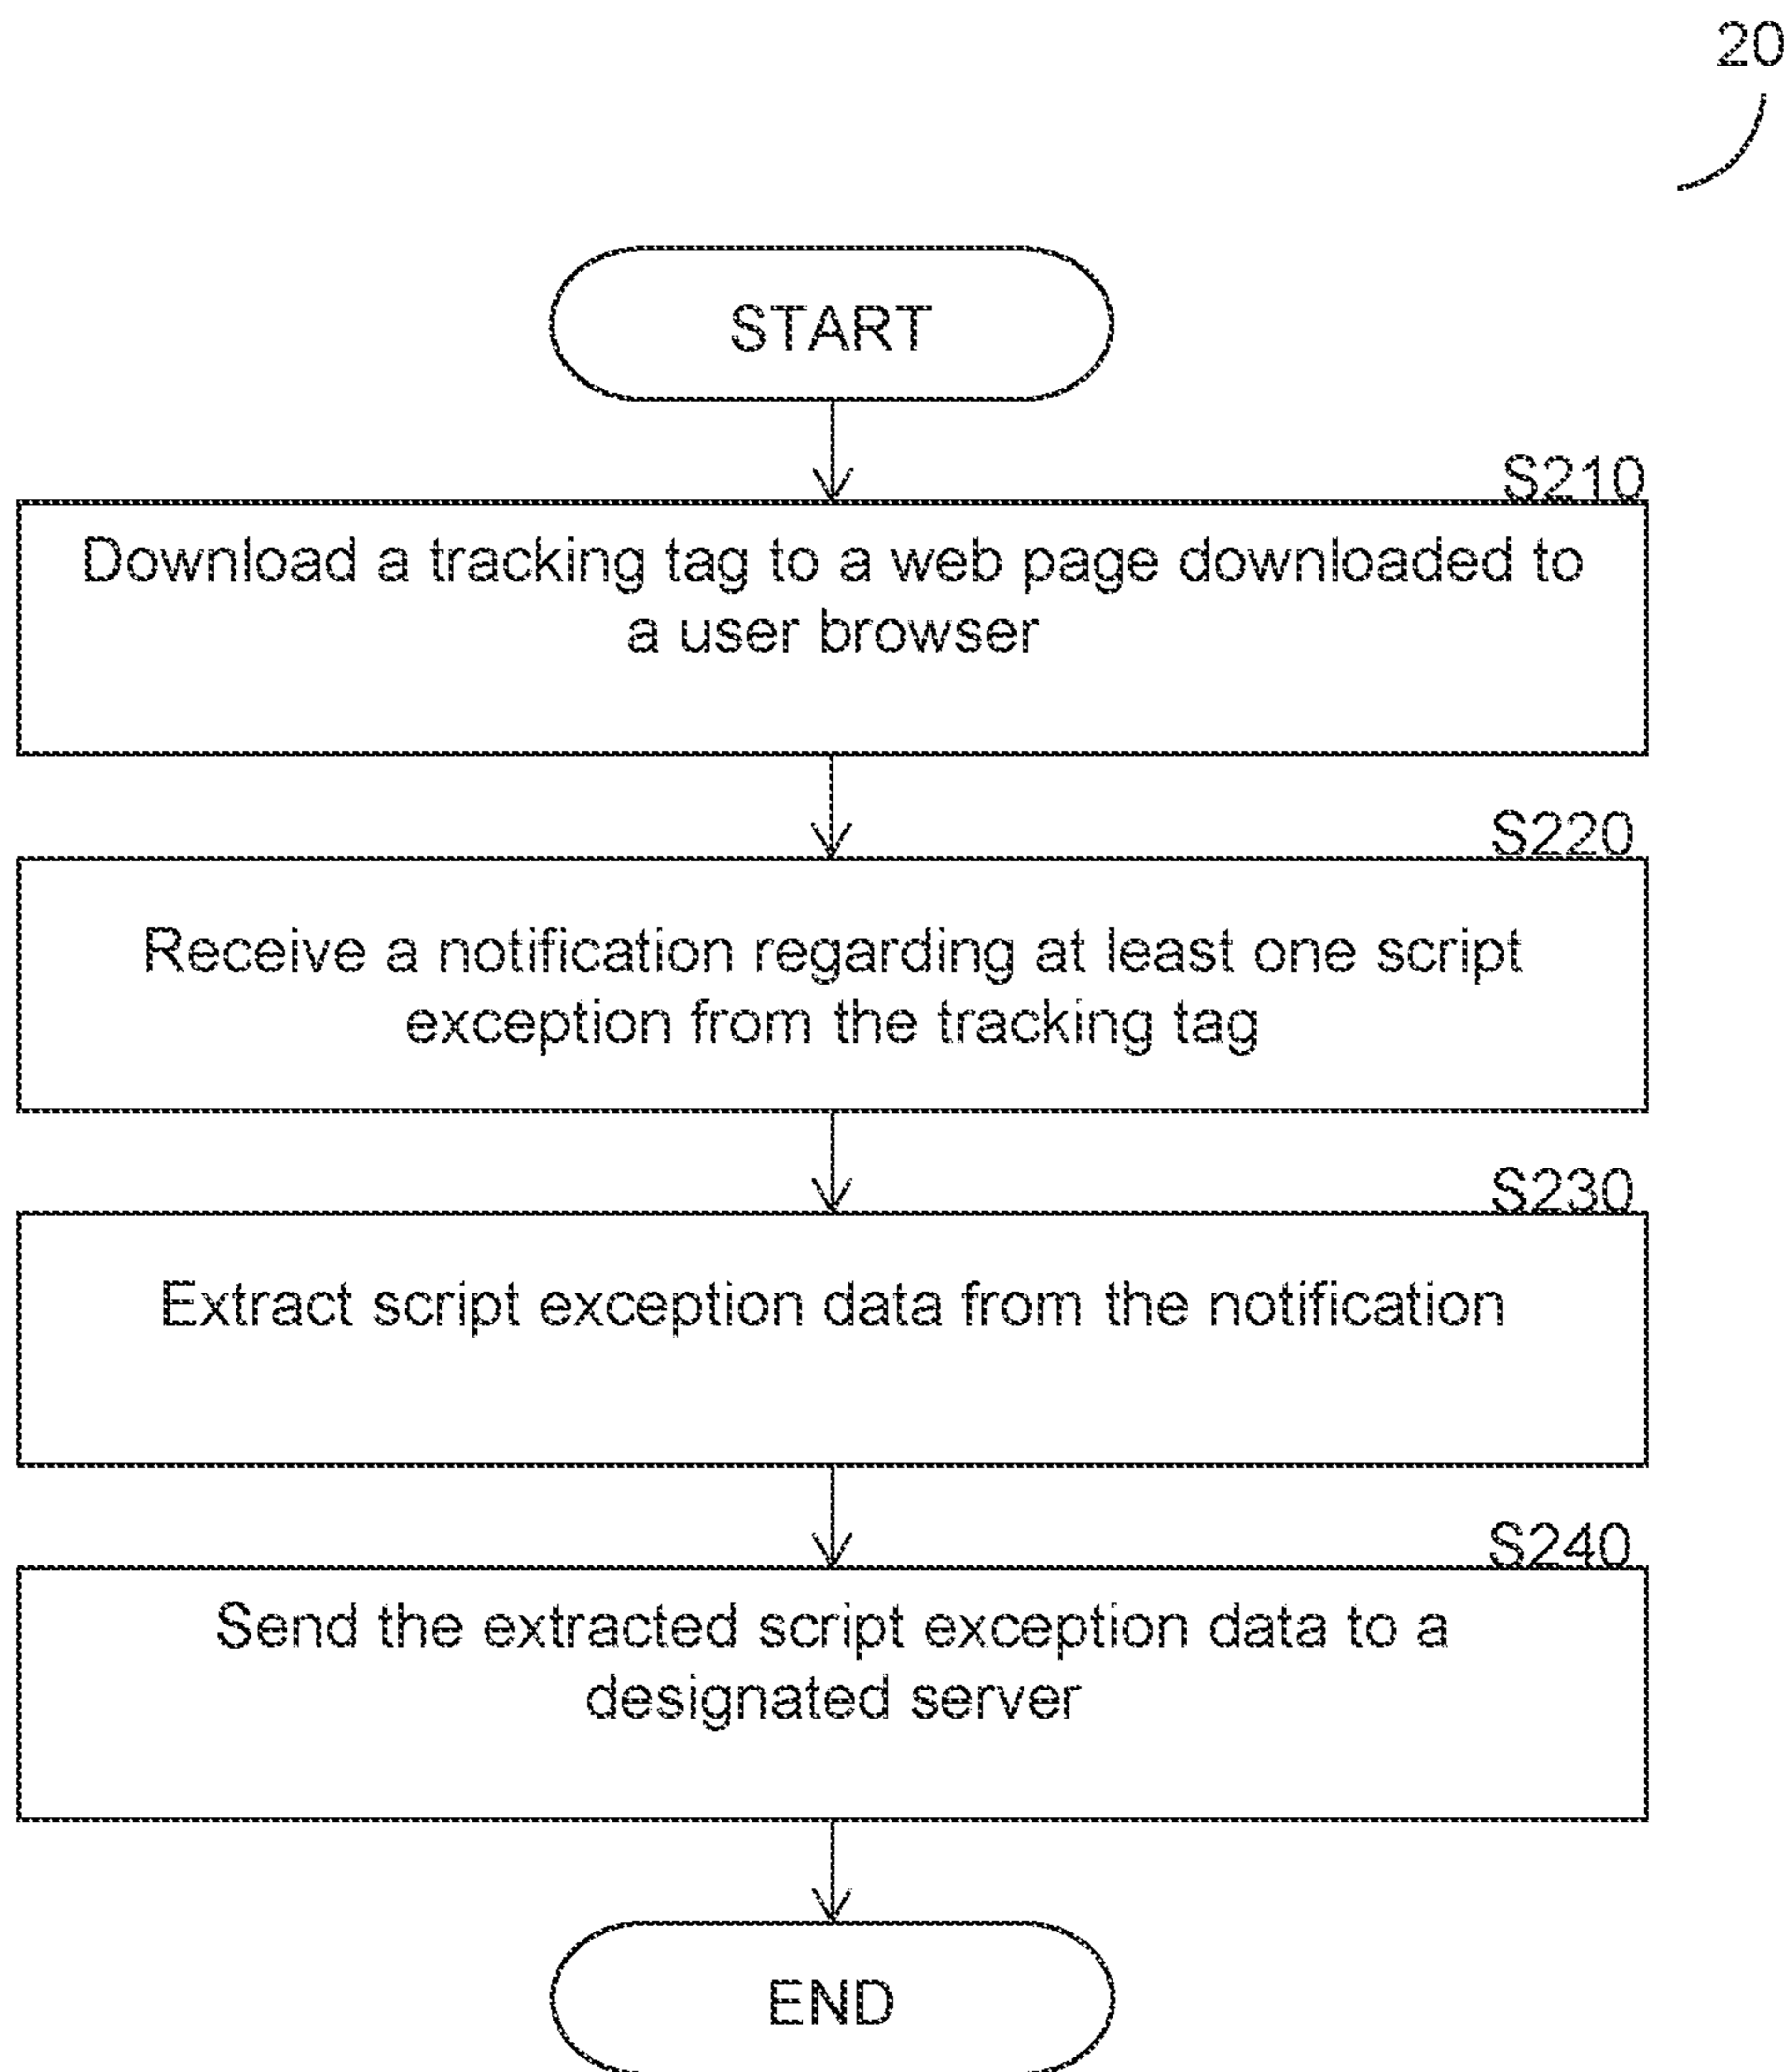 20
START
S210
Download a tracking tag to a web page downloaded to
a user browser
S220
Receive a notification regarding at least one script
exception from the tracking tag
S230
Extract script exception data from the notification
S240
Send the extracted script exception data to a
designated server
END